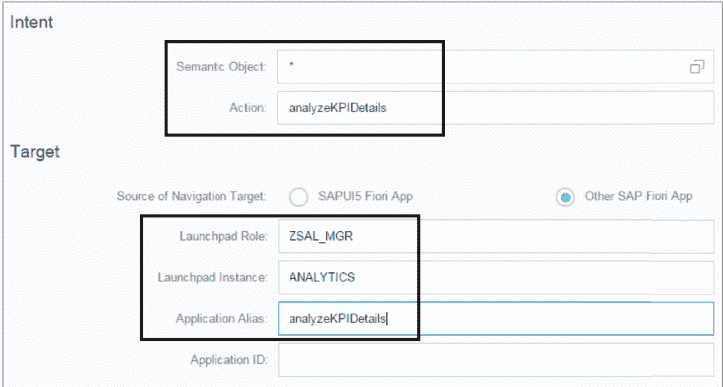 Intent
Semantc Object: *
Action: analyzeKPIDetails
Target
Source of Navigation Target: SAPUI5 Fiori App Other SAP Fiori App
Launchpad Role: ZSAL_MGR
Launchpad Instance: ANALYTICS
Application Alias: analyzeKPIDetails
Application ID: